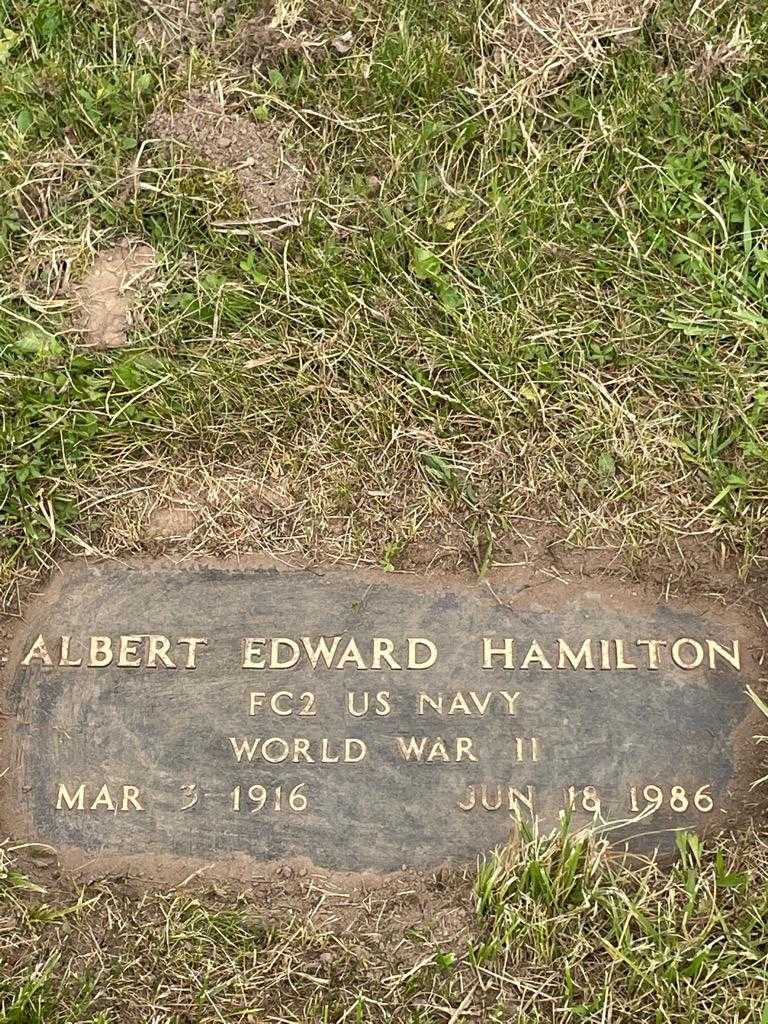 ALBERT EDWARD HAMILTON
FC2 US NAVY
WORLD WAR II
MAR 3 1916 JUN 18 1986